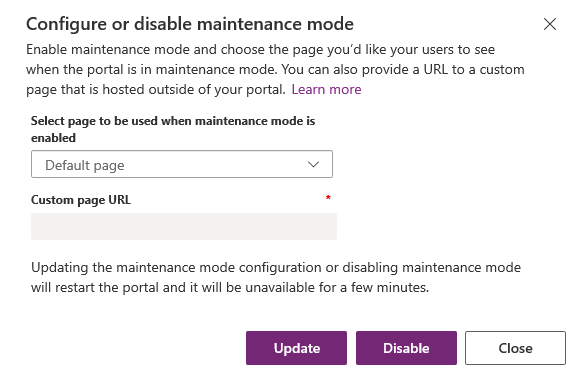 Configure or disable maintenance mode
Enable maintenance mode and choose the page you'd like your users to see
when the portal is in maintenance mode. You can also provide a URL to a custom
page that is hosted outside of your portal. Learn more
Select page to be used when maintenance mode is
enabled
Default page
Custom page URL *
Updating the maintenance mode configuration or disabling maintenance mode
will restart the portal and it will be unavailable for a few minutes.
Update Disable Close